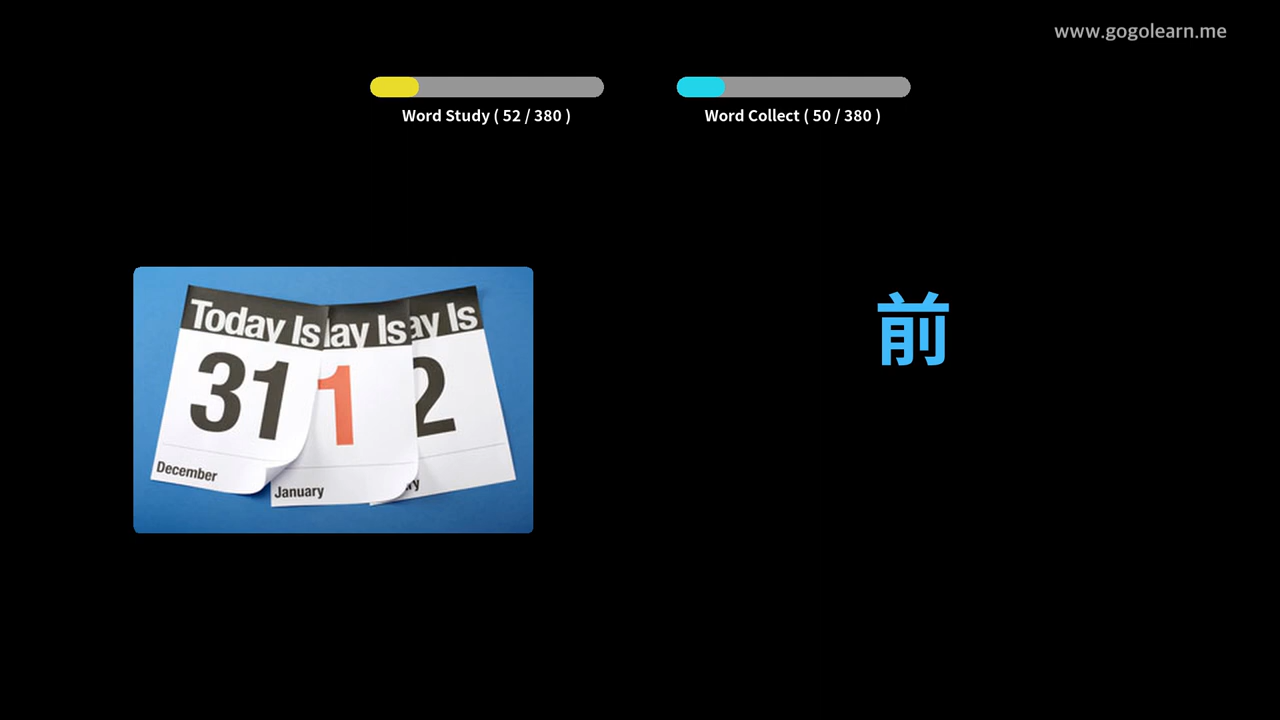 www.gogolearn.me
Word Study ( 52 / 380 )
Word Collect ( 50 / 380 )
前
Today Is
31
December
ay Is
1
January
ay Is
2
ry